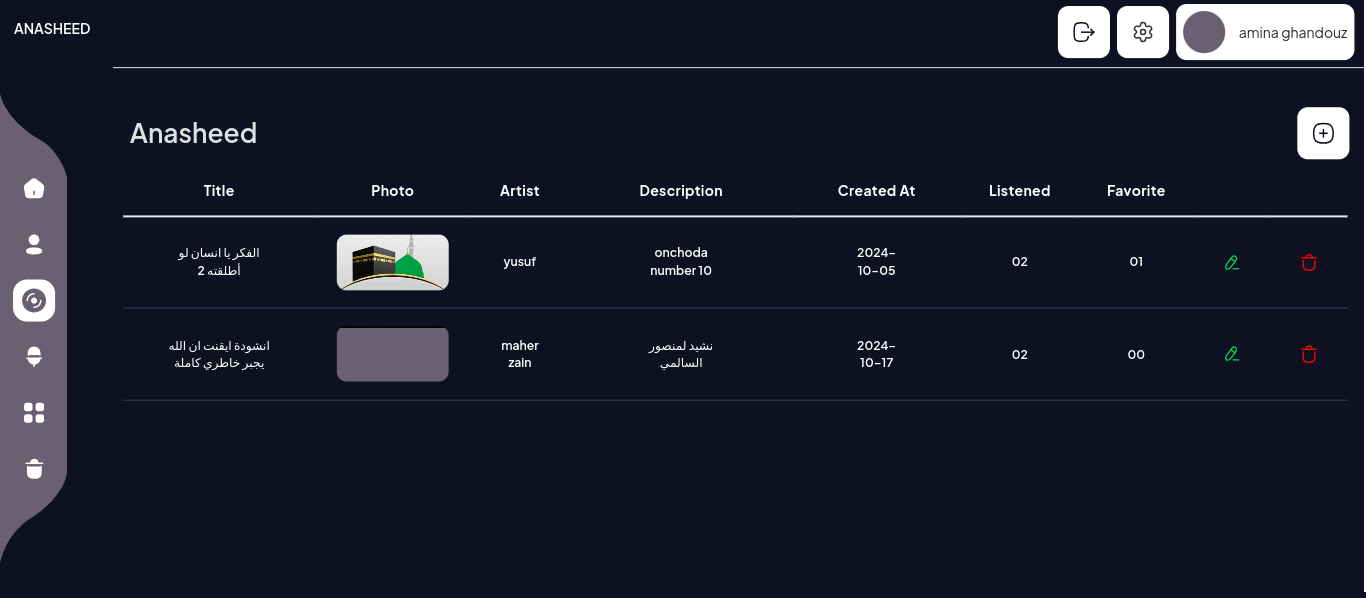 ANASHEED
amina ghandouz
Anasheed
Title Photo Artist Description Created At Listened Favorite
الفكر يا انسان لو
أطلقته 2
yusuf
onchoda
number 10
2024-
10-05
02
01
انشودة ايقنت ان الله
يجبر خاطري كاملة
maher
zain
نشيد لمنصور
السالمي
2024-
10-17
02
00